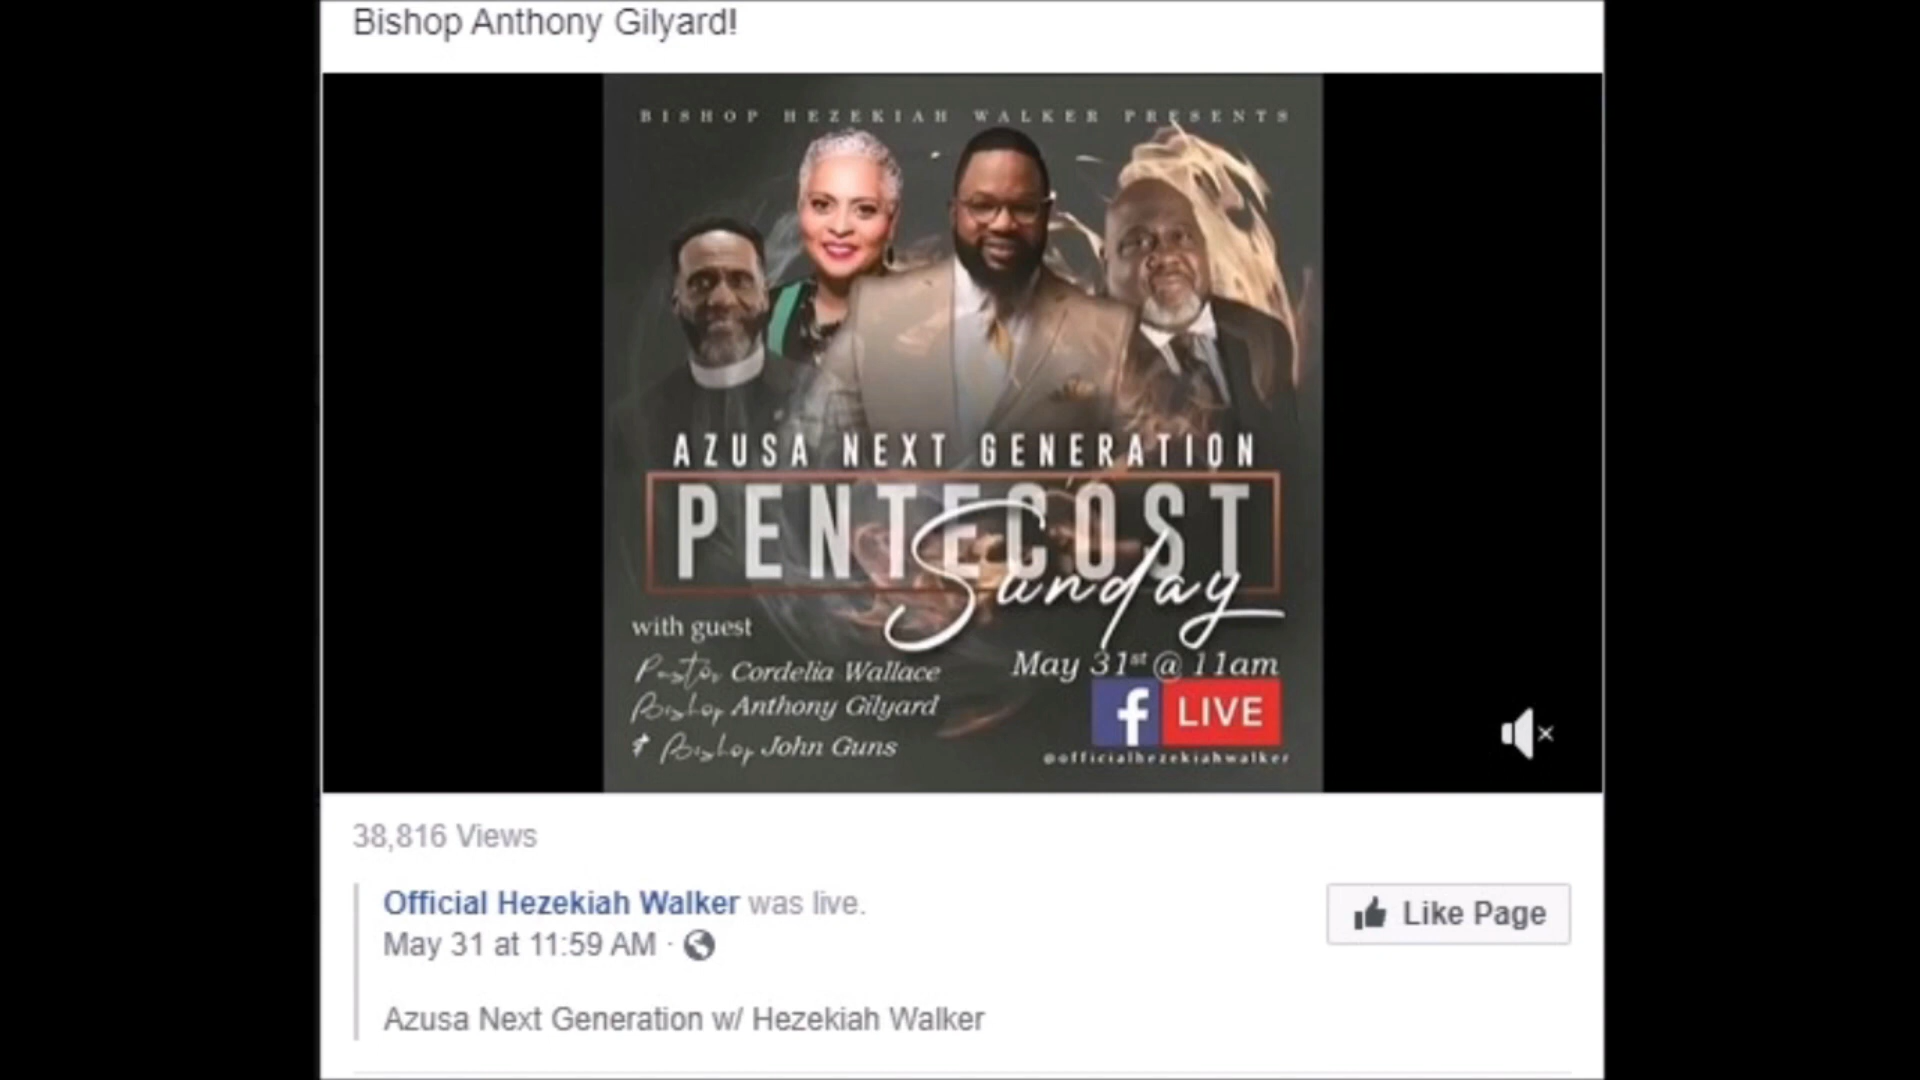 Bishop Anthony Gilyard!
BISHOP HEZEKIAH WALKER PRESENTS
AZUSA NEXT GENERATION
PENTECOST
Sunday
with guest
Pastor Cordelia Wallace
Bishop Anthony Gilyard
& Bishop John Guns
May 31st @ 11am
f LIVE
@officialhezekiahwalker
38,816 Views
Official Hezekiah Walker was live.
May 31 at 11:59 AM ·
Like Page
Azusa Next Generation w/ Hezekiah Walker